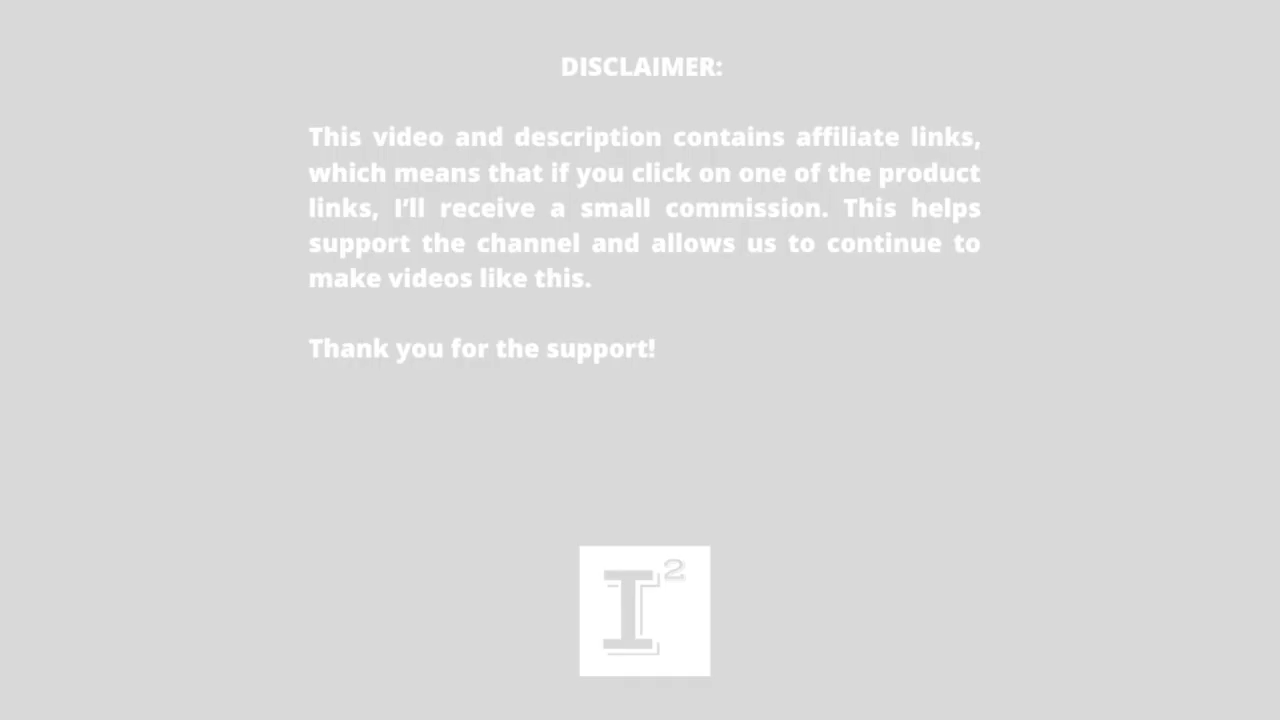 DISCLAIMER:
This video and description contains affiliate links,
which means that if you click on one of the product
links, I’ll receive a small commission. This helps
support the channel and allows us to continue to
make videos like this.
Thank you for the support!
I²